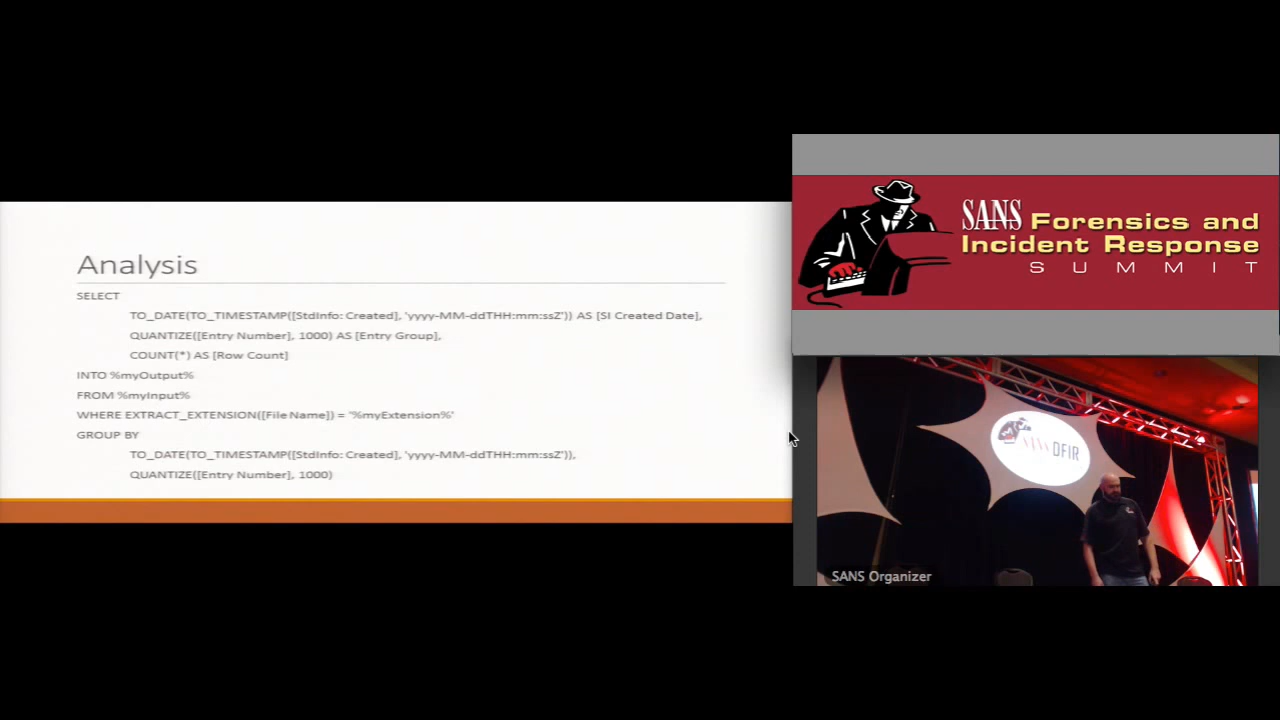 Analysis
SELECT
TO_DATE(TO_TIMESTAMP([StdInfo: Created], 'yyyy-MM-ddTHH:mm:ssZ')) AS [SI Created Date],
QUANTIZE([Entry Number], 1000) AS [Entry Group],
COUNT(*) AS [Row Count]
INTO %myOutput%
FROM %myInput%
WHERE EXTRACT_EXTENSION([File Name]) = '%myExtension%'
GROUP BY
TO_DATE(TO_TIMESTAMP([StdInfo: Created], 'yyyy-MM-ddTHH:mm:ssZ')),
QUANTIZE([Entry Number], 1000)
SANS Forensics and
Incident Response
SUMMIT
SANS DFIR
SANS Organizer